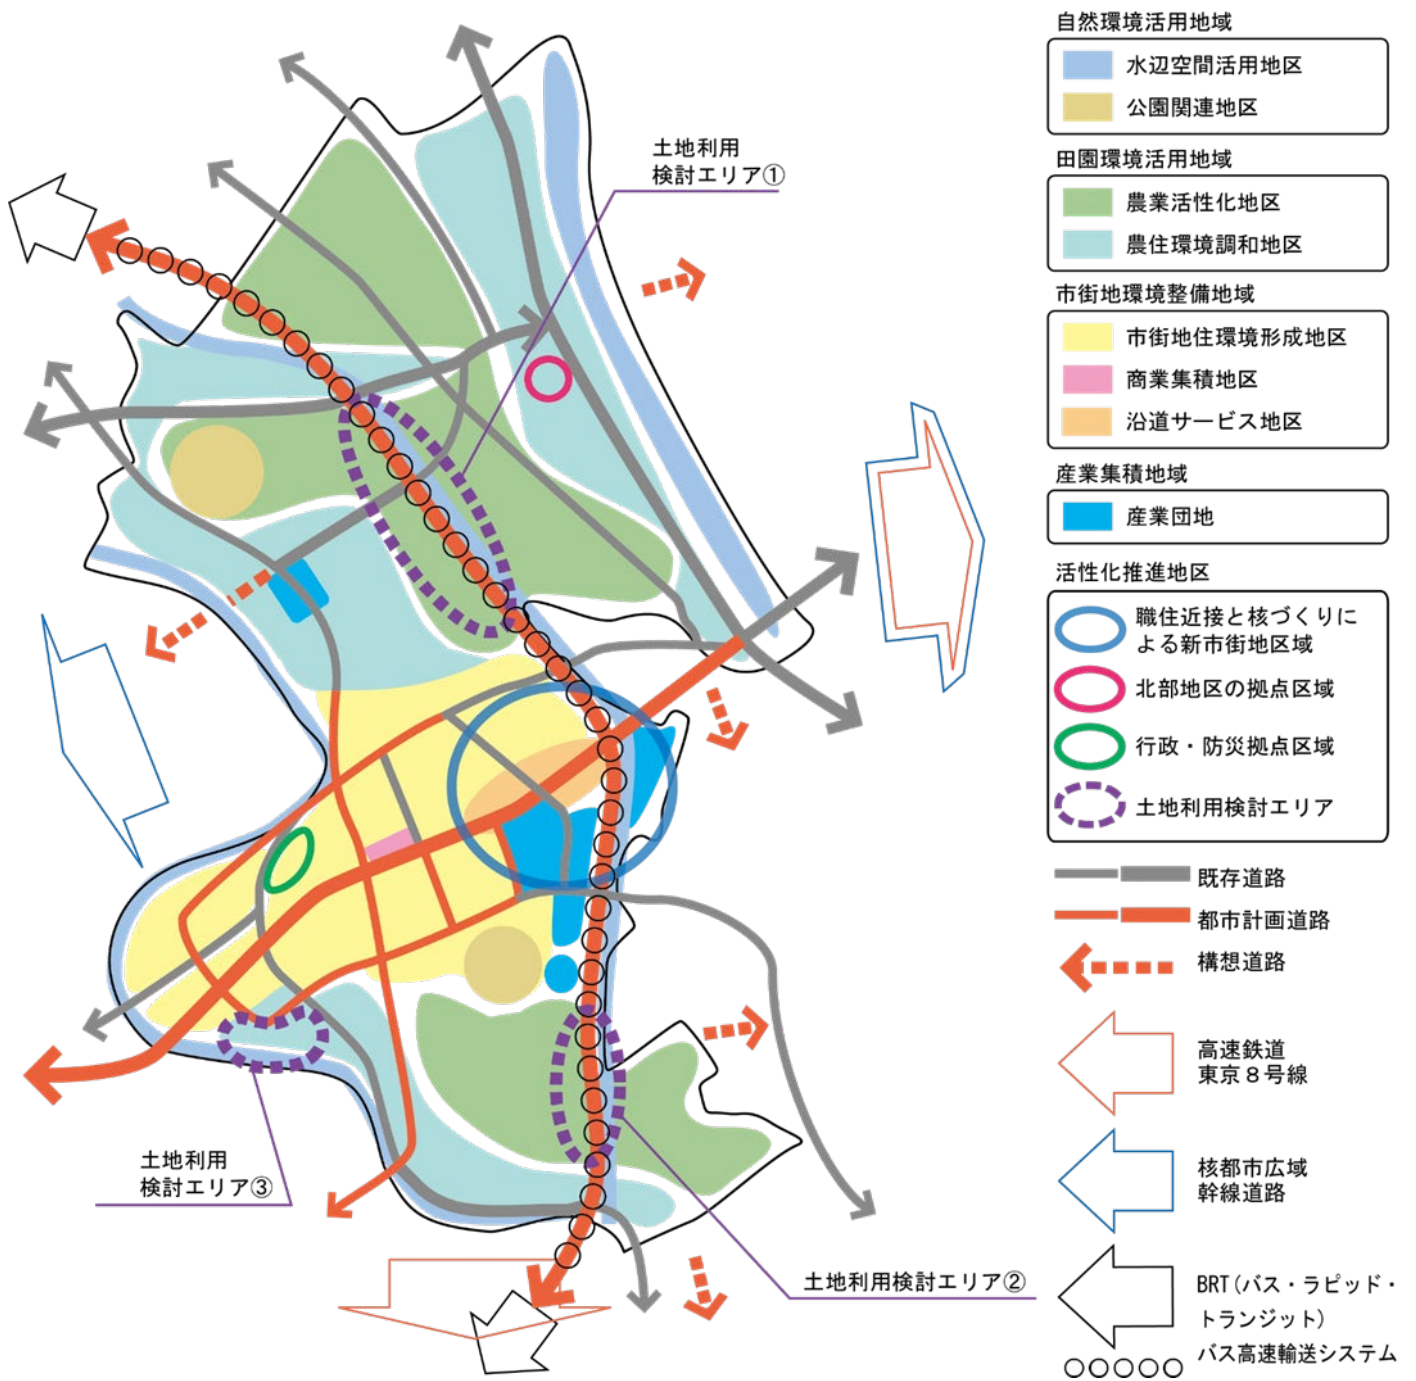 土地利用
検討エリア①
土地利用
検討エリア③
土地利用検討エリア②
自然環境活用地域
水辺空間活用地区
公園関連地区
田園環境活用地域
農業活性化地区
農住環境調和地区
市街地環境整備地域
市街地住環境形成地区
商業集積地区
沿道サービス地区
産業集積地域
産業団地
活性化推進地区
職住近接と核づくりに
よる新市街地区域
北部地区の拠点区域
行政・防災拠点区域
土地利用検討エリア
既存道路
都市計画道路
構想道路
高速鉄道
東京８号線
核都市広域
幹線道路
BRT(バス・ラピッド・
トランジット)
バス高速輸送システム